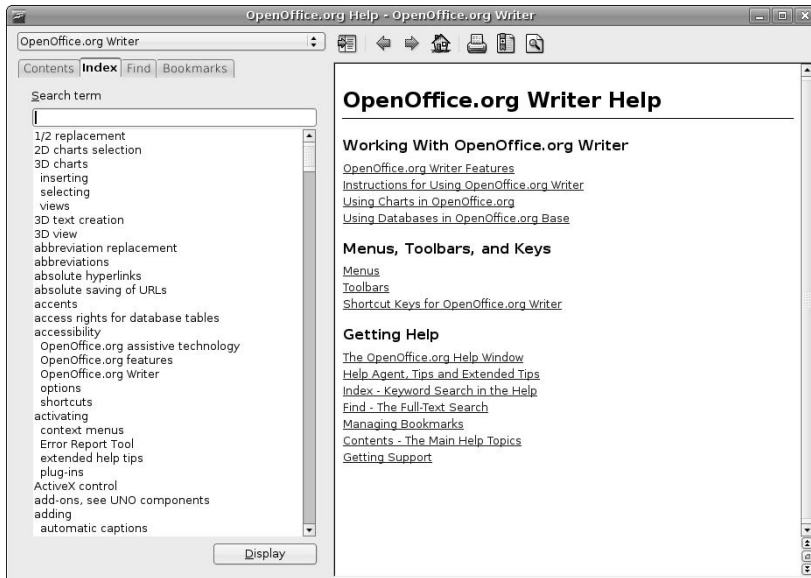 OpenOffice.org Help - OpenOffice.org Writer
OpenOffice.org Writer
Contents Index Find Bookmarks
Search term
1/2 replacement
2D charts selection
3D charts
inserting
selecting
views
3D text creation
3D view
abbreviation replacement
abbreviations
absolute hyperlinks
absolute saving of URLs
accents
access rights for database tables
accessibility
OpenOffice.org assistive technology
OpenOffice.org features
OpenOffice.org Writer
options
shortcuts
activating
context menus
Error Report Tool
extended help tips
plug-ins
ActiveX control
add-ons, see UNO components
adding
automatic captions
Display
OpenOffice.org Writer Help
Working With OpenOffice.org Writer
OpenOffice.org Writer Features
Instructions for Using OpenOffice.org Writer
Using Charts in OpenOffice.org
Using Databases in OpenOffice.org Base
Menus, Toolbars, and Keys
Menus
Toolbars
Shortcut Keys for OpenOffice.org Writer
Getting Help
The OpenOffice.org Help Window
Help Agent, Tips and Extended Tips
Index - Keyword Search in the Help
Find - The Full-Text Search
Managing Bookmarks
Contents - The Main Help Topics
Getting Support